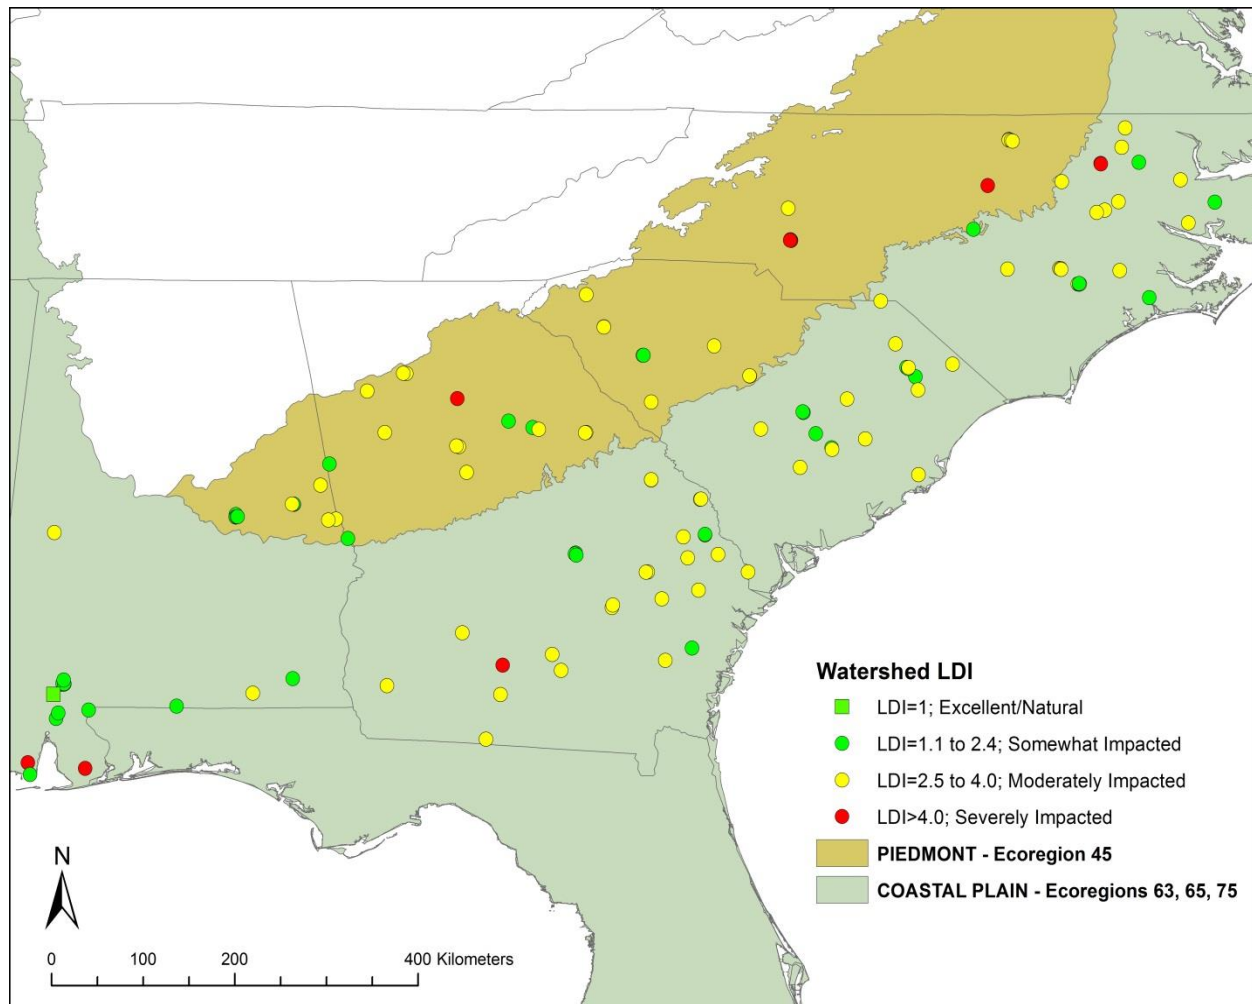 Watershed LDI
LDI=1; Excellent/Natural
LDI=1.1 to 2.4; Somewhat Impacted
LDI=2.5 to 4.0; Moderately Impacted
LDI>4.0; Severely Impacted
PIEDMONT - Ecoregion 45
COASTAL PLAIN - Ecoregions 63, 65, 75
N
0 100 200 400 Kilometers